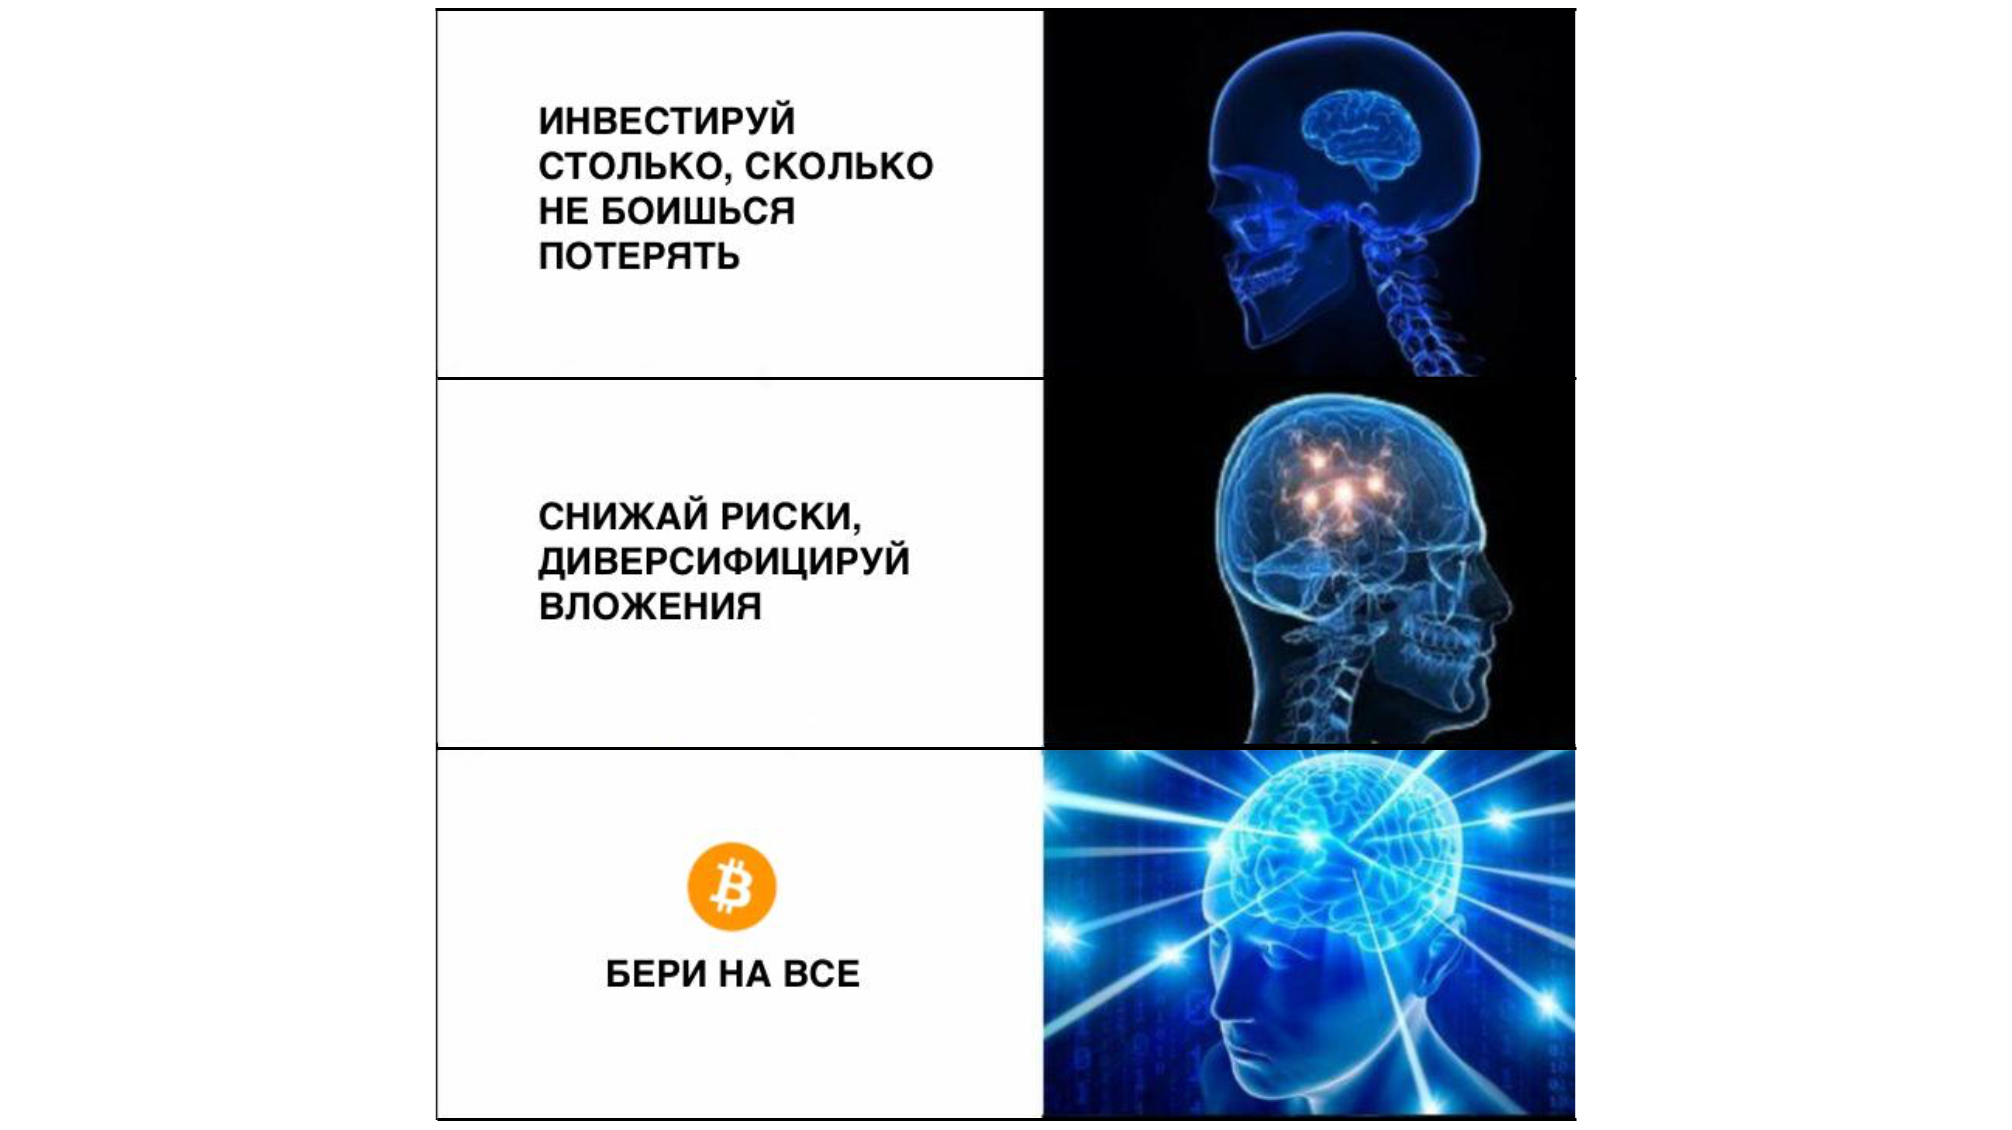 ИНВЕСТИРУЙ
СТОЛЬКО, СКОЛЬКО
НЕ БОИШЬСЯ
ПОТЕРЯТЬ
СНИЖАЙ РИСКИ,
ДИВЕРСИФИЦИРУЙ
ВЛОЖЕНИЯ
БЕРИ НА ВСЕ